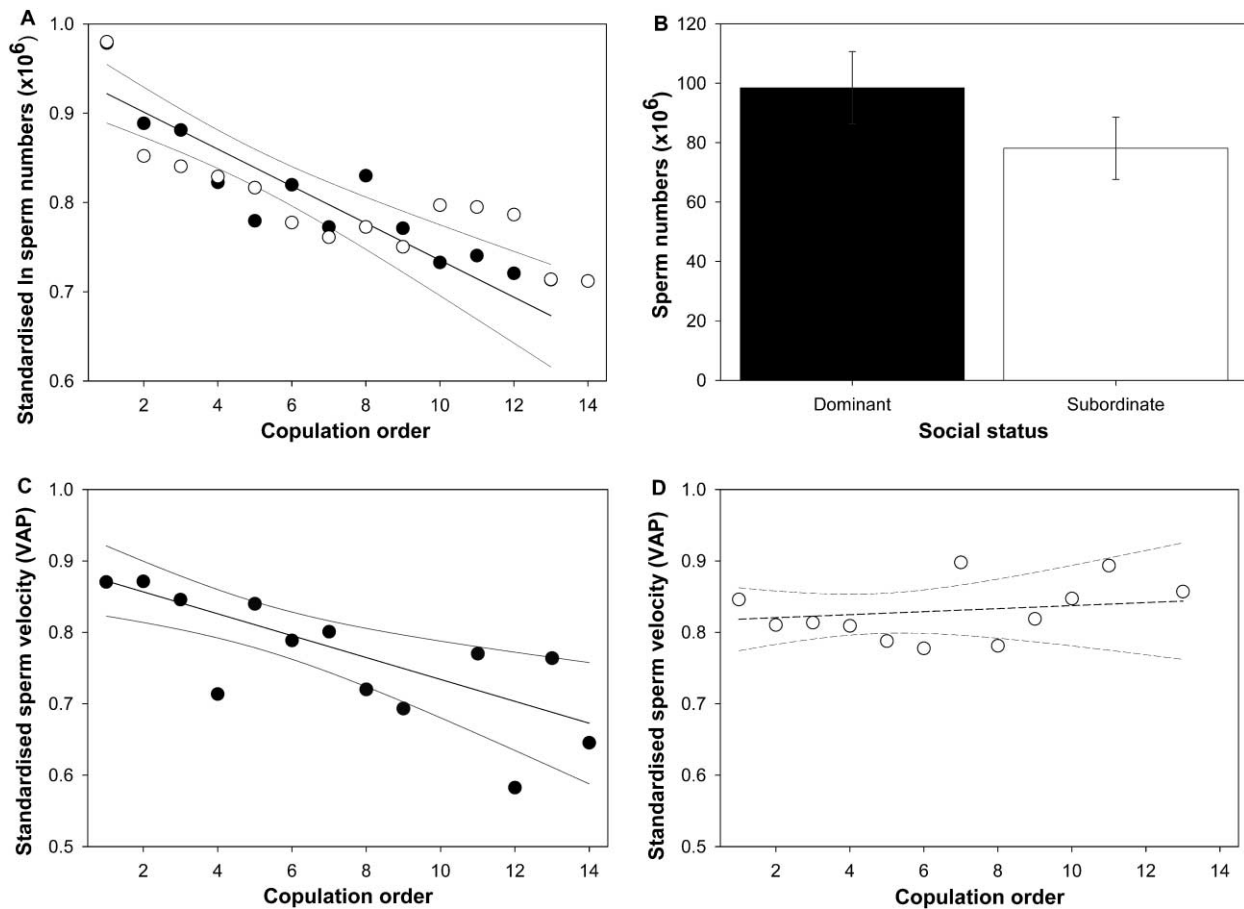 A
Standardised ln sperm numbers (x10⁶)
1.0
0.9
0.8
0.7
0.6
2 4 6 8 10 12 14
Copulation order
B
Sperm numbers (x10⁶)
120
100
80
60
40
20
0
Dominant Subordinate
Social status
C
Standardised sperm velocity (VAP)
1.0
0.9
0.8
0.7
0.6
0.5
2 4 6 8 10 12 14
Copulation order
D
Standardised sperm velocity (VAP)
1.0
0.9
0.8
0.7
0.6
0.5
2 4 6 8 10 12 14
Copulation order